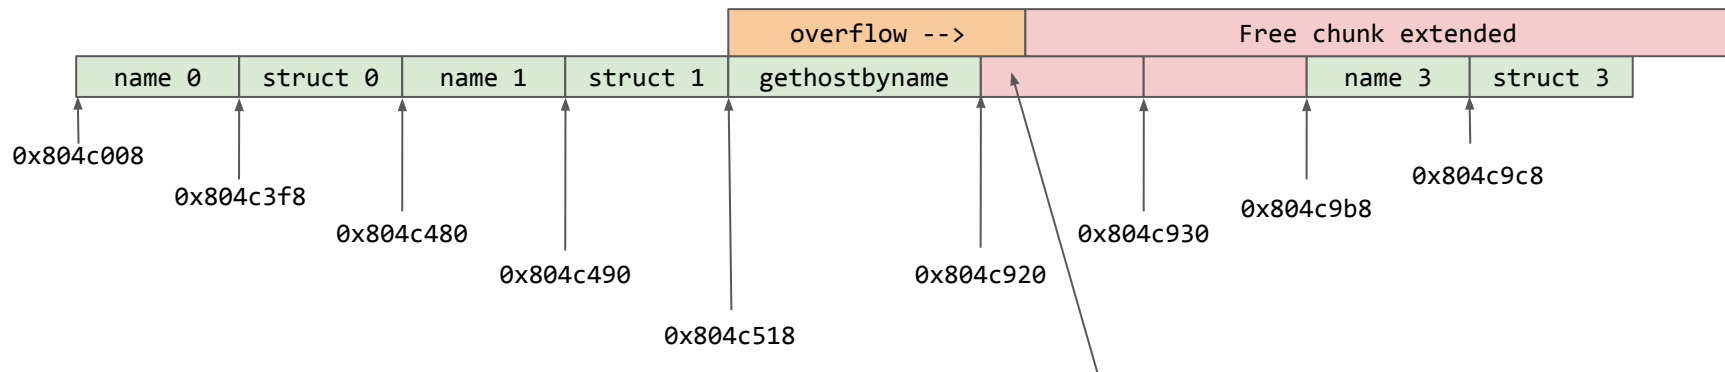 overflow -->
Free chunk extended
name 0
struct 0
name 1
struct 1
gethostbyname
name 3
struct 3
0x804c008
0x804c3f8
0x804c480
0x804c490
0x804c518
0x804c920
0x804c930
0x804c9b8
0x804c9c8